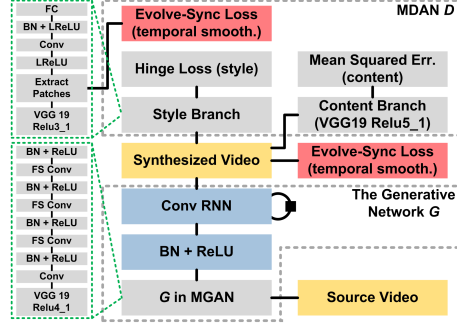 FC
BN + LReLU
Conv
LReLU
Extract
Patches
VGG 19
Relu3_1
Evolve-Sync Loss
(temporal smooth.)
MDAN D
Hinge Loss (style)
Mean Squared Err.
(content)
Style Branch
Content Branch
(VGG19 Relu5_1)
Synthesized Video
Evolve-Sync Loss
(temporal smooth.)
BN + ReLU
FS Conv
BN + ReLU
FS Conv
BN + ReLU
FS Conv
BN + ReLU
Conv
VGG 19
Relu4_1
Conv RNN
The Generative
Network G
BN + ReLU
G in MGAN
Source Video